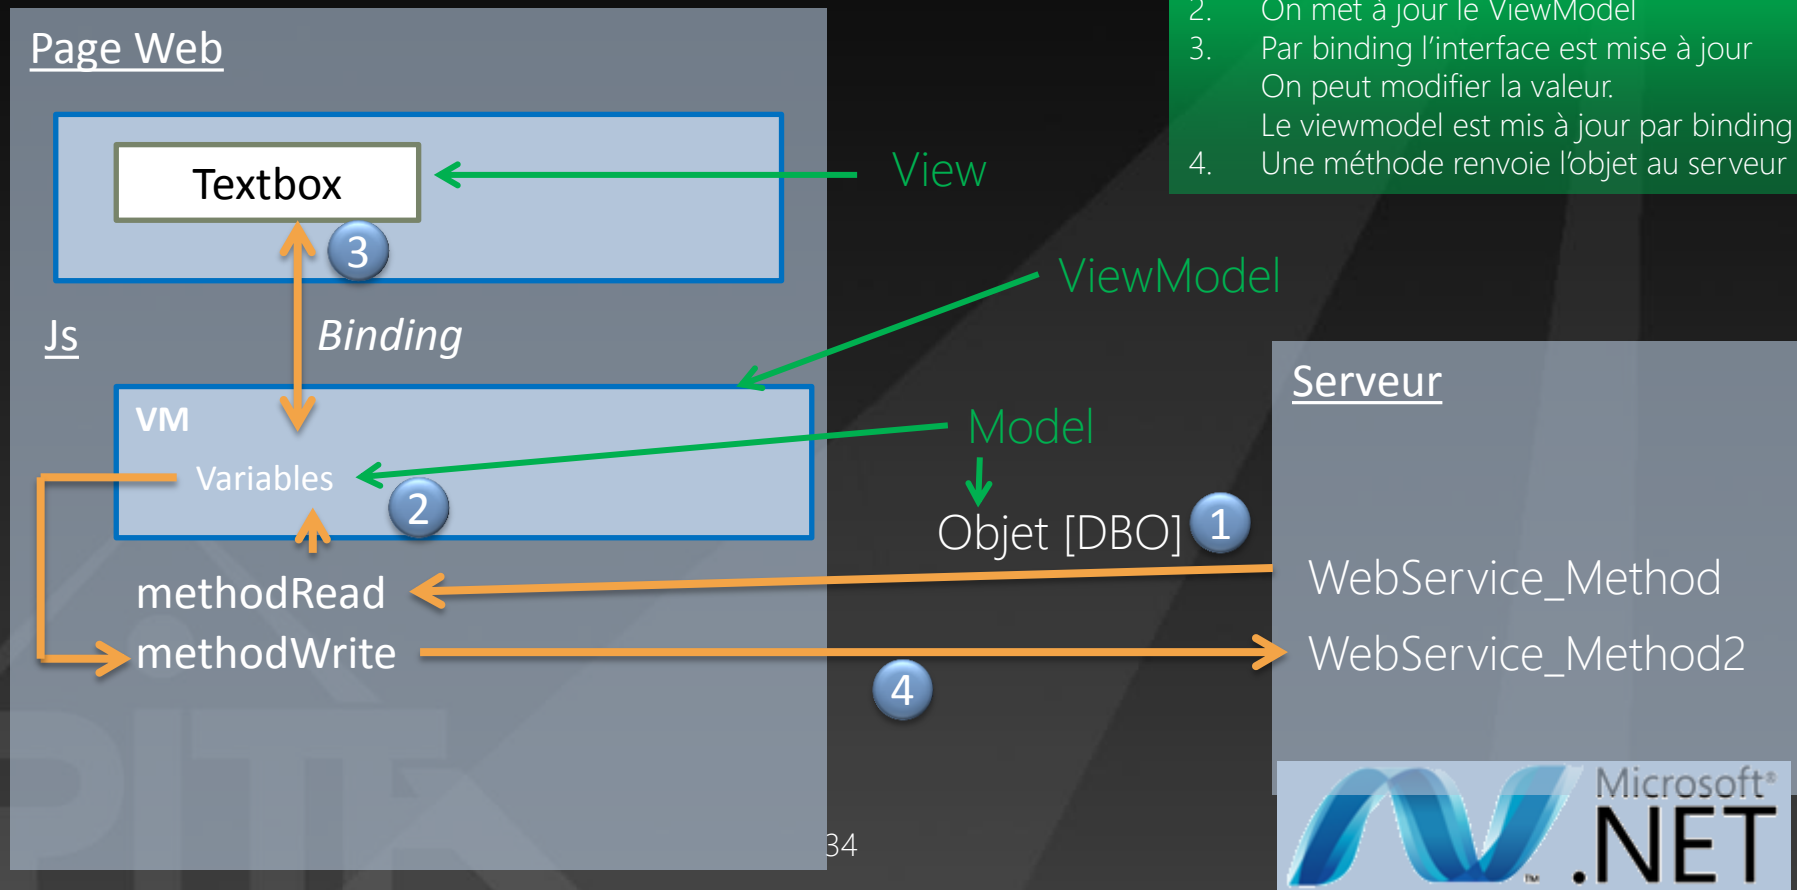 Page Web
Textbox
3
Js
Binding
VM
Variables
2
methodRead
methodWrite
View
ViewModel
Model
Objet [DBO]
1
4
2. On met à jour le ViewModel
3. Par binding l'interface est mise à jour
On peut modifier la valeur.
Le viewmodel est mis à jour par binding
4. Une méthode renvoie l'objet au serveur
Serveur
WebService_Method
WebService_Method2
34
Microsoft®
.NET